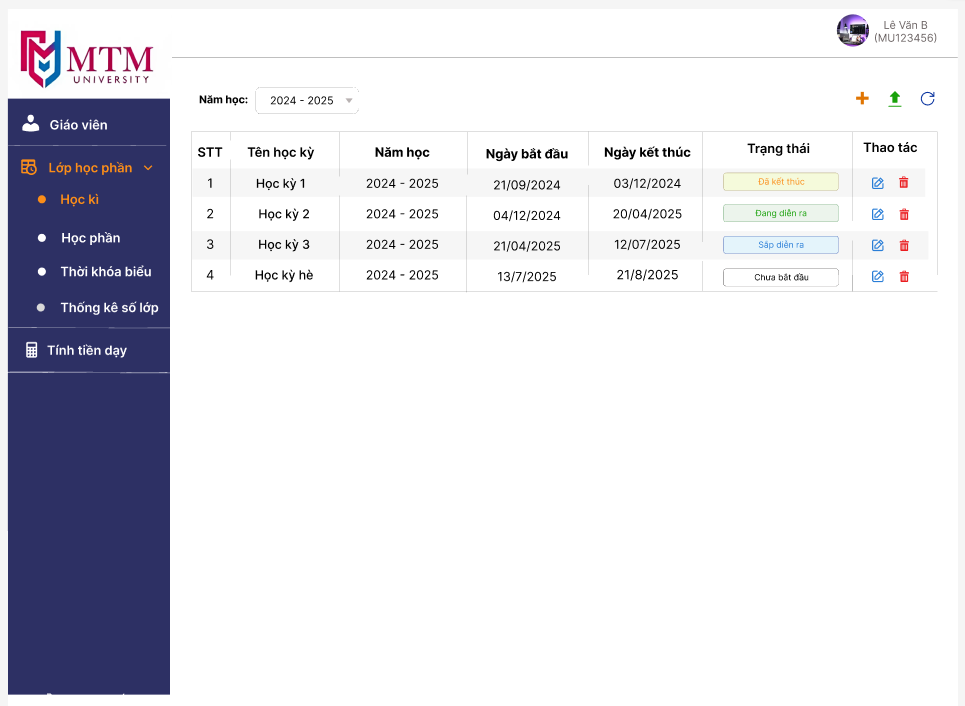 MTM
UNIVERSITY
Lê Văn B
(MU123456)
Giáo viên
Lớp học phần
Học kì
Học phần
Thời khóa biểu
Thống kê số lớp
Tính tiền dạy
Năm học: 2024 - 2025
STT Tên học kỳ Năm học Ngày bắt đầu Ngày kết thúc Trạng thái Thao tác
1 Học kỳ 1 2024 - 2025 21/09/2024 03/12/2024 Đã kết thúc
2 Học kỳ 2 2024 - 2025 04/12/2024 20/04/2025 Đang diễn ra
3 Học kỳ 3 2024 - 2025 21/04/2025 12/07/2025 Sắp diễn ra
4 Học kỳ hè 2024 - 2025 13/7/2025 21/8/2025 Chưa bắt đầu